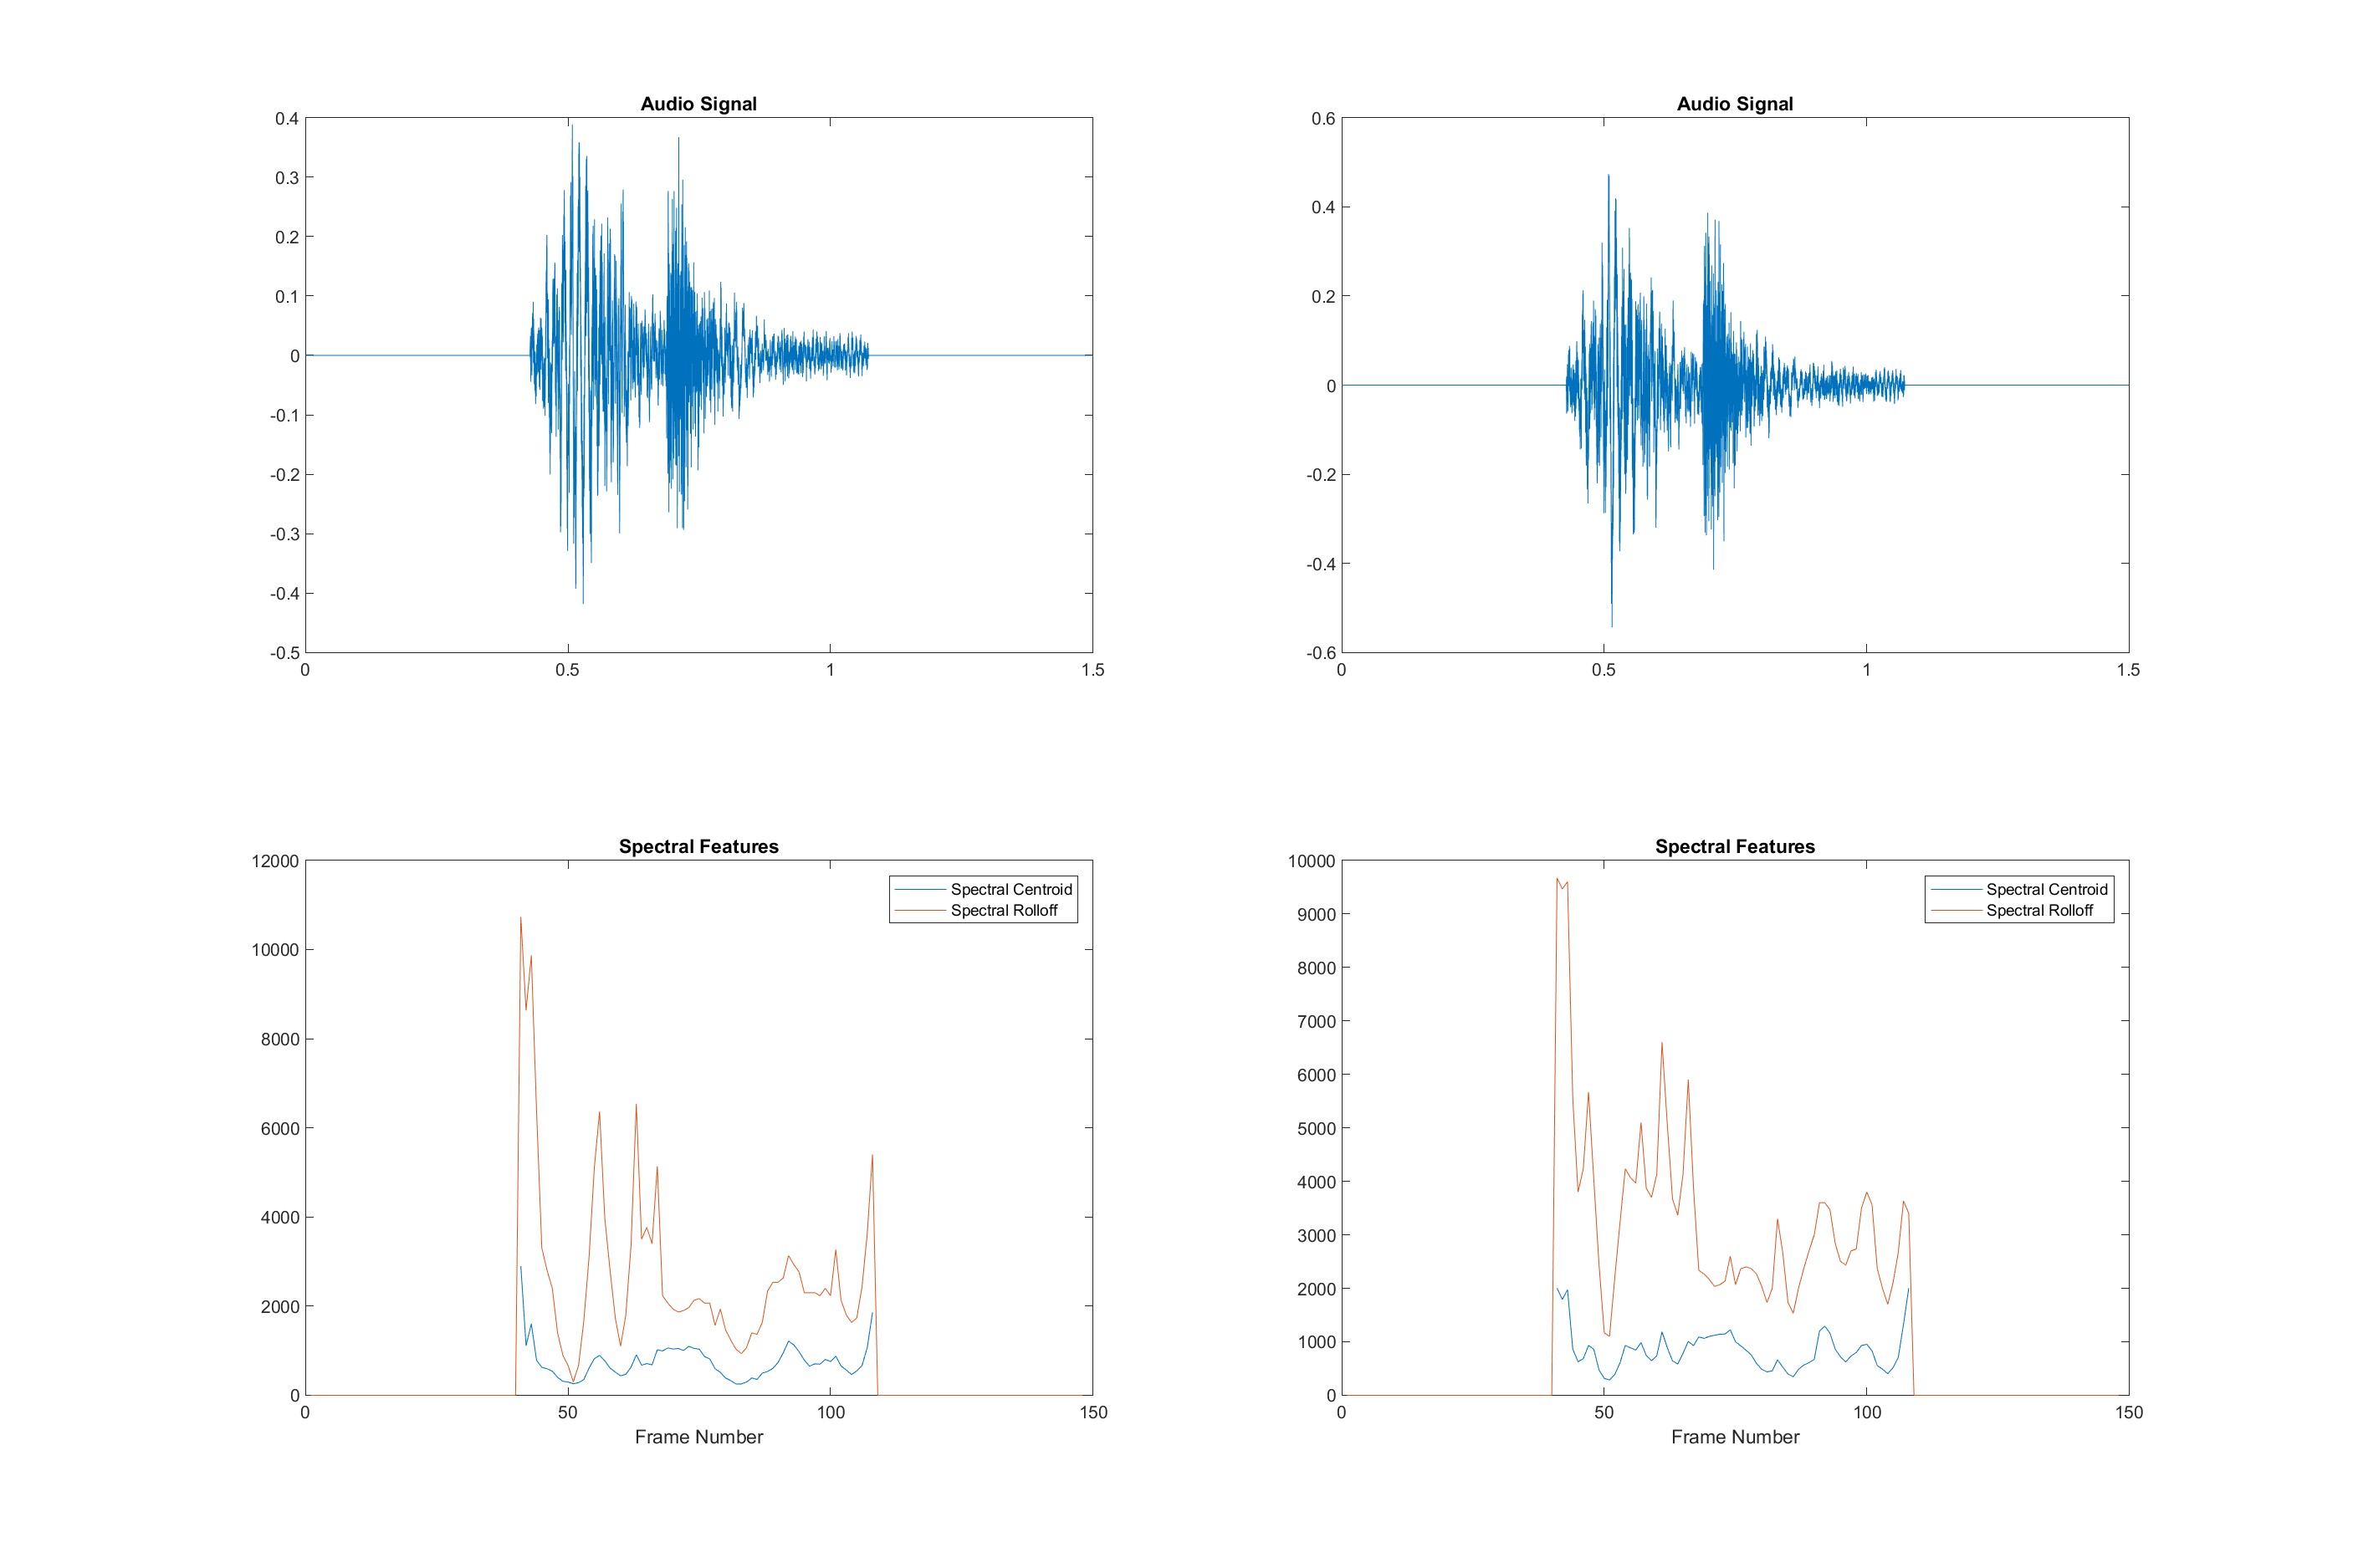 Audio Signal
0.4
0.3
0.2
0.1
0
-0.1
-0.2
-0.3
-0.4
-0.5
0 0.5 1 1.5
Audio Signal
0.6
0.4
0.2
0
-0.2
-0.4
-0.6
0 0.5 1 1.5
Spectral Features
12000
10000
8000
6000
4000
2000
0
Spectral Centroid
Spectral Rolloff
0 50 100 150
Frame Number
Spectral Features
10000
9000
8000
7000
6000
5000
4000
3000
2000
1000
0
Spectral Centroid
Spectral Rolloff
0 50 100 150
Frame Number